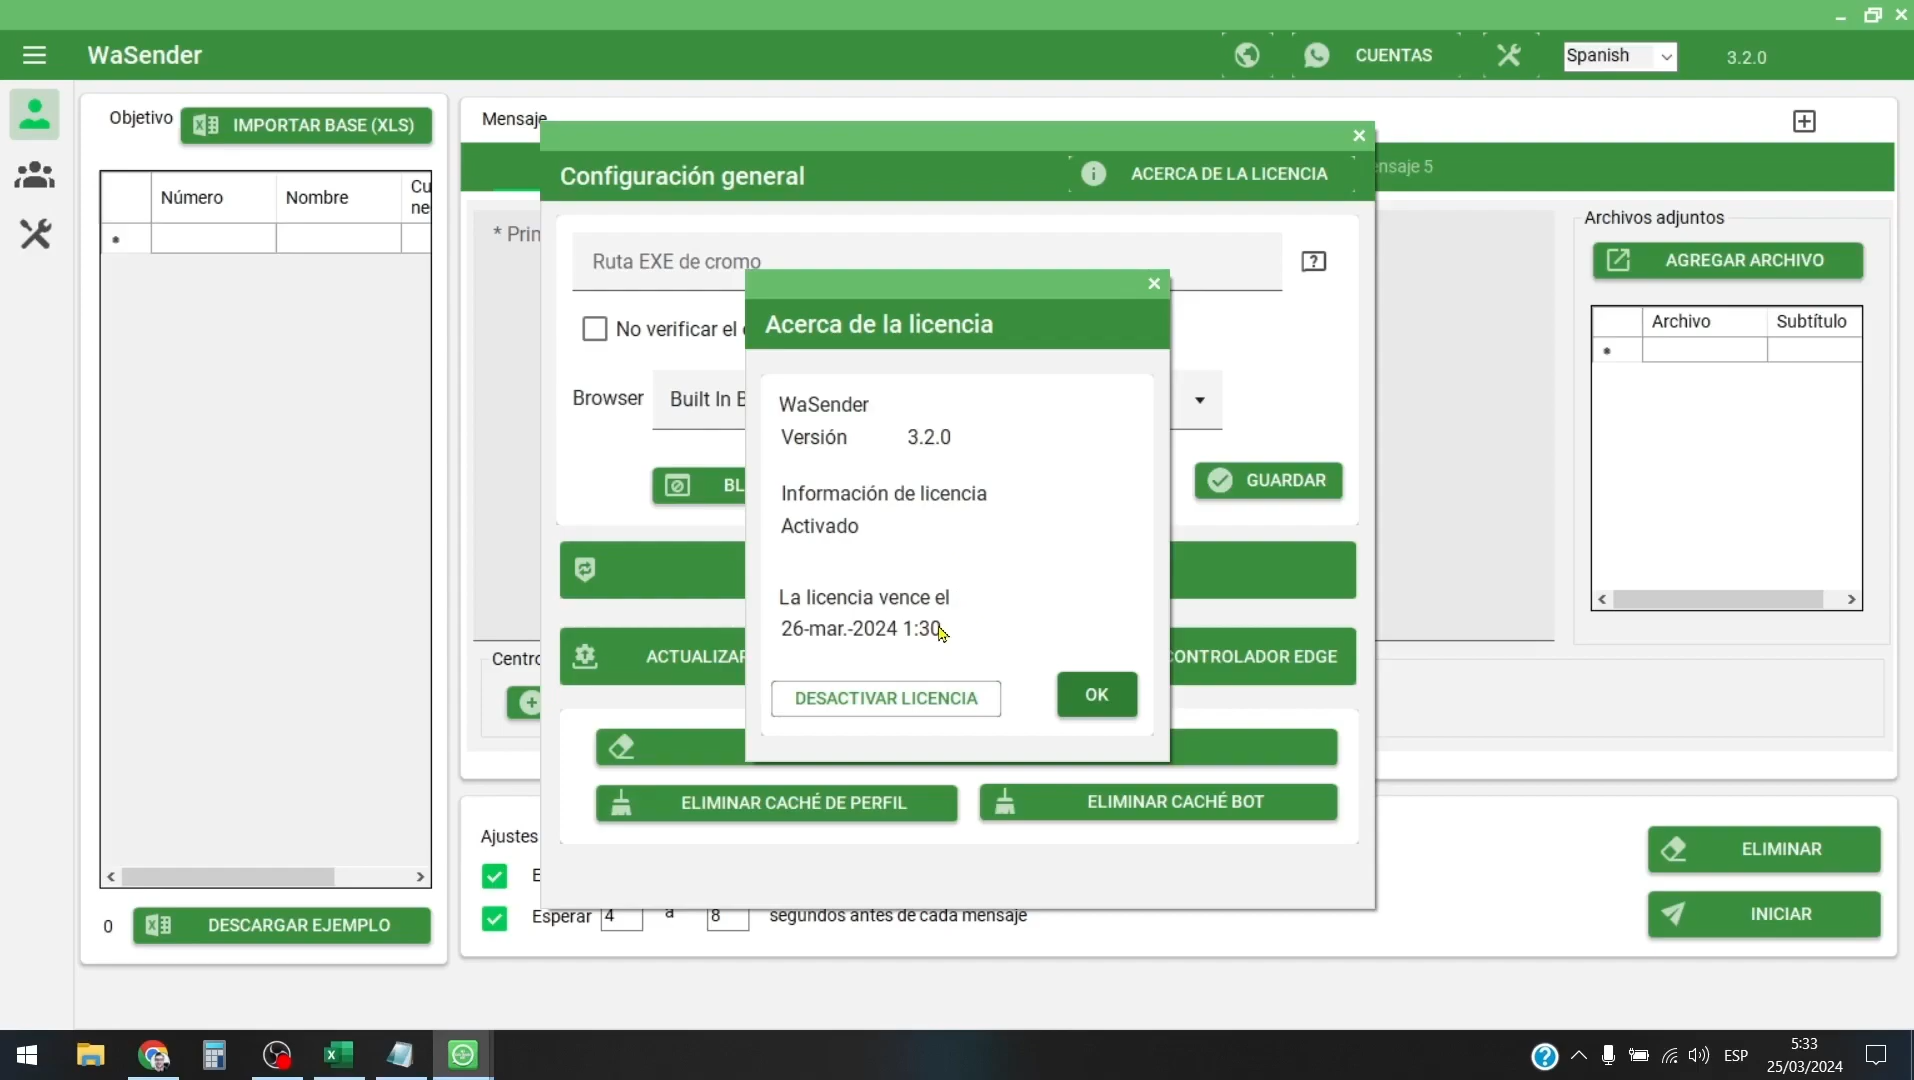 WaSender
CUENTAS
Spanish
3.2.0
Objetivo
IMPORTAR BASE (XLS)
Número
Nombre
Cu
ne
0
DESCARGAR EJEMPLO
Mensaje
nsaje 5
* Prin
Archivos adjuntos
AGREGAR ARCHIVO
Archivo
Subtítulo
Centro
Configuración general
ACERCA DE LA LICENCIA
Ruta EXE de cromo
No verificar el
Browser
Built In B
BL
GUARDAR
ACTUALIZAR
CONTROLADOR EDGE
ELIMINAR CACHÉ DE PERFIL
ELIMINAR CACHÉ BOT
Acerca de la licencia
WaSender
Versión 3.2.0
Información de licencia
Activado
La licencia vence el
26-mar.-2024 1:30
DESACTIVAR LICENCIA
OK
Ajustes
E
Esperar 4 a 8 segundos antes de cada mensaje
ELIMINAR
INICIAR
ESP
5:33
25/03/2024